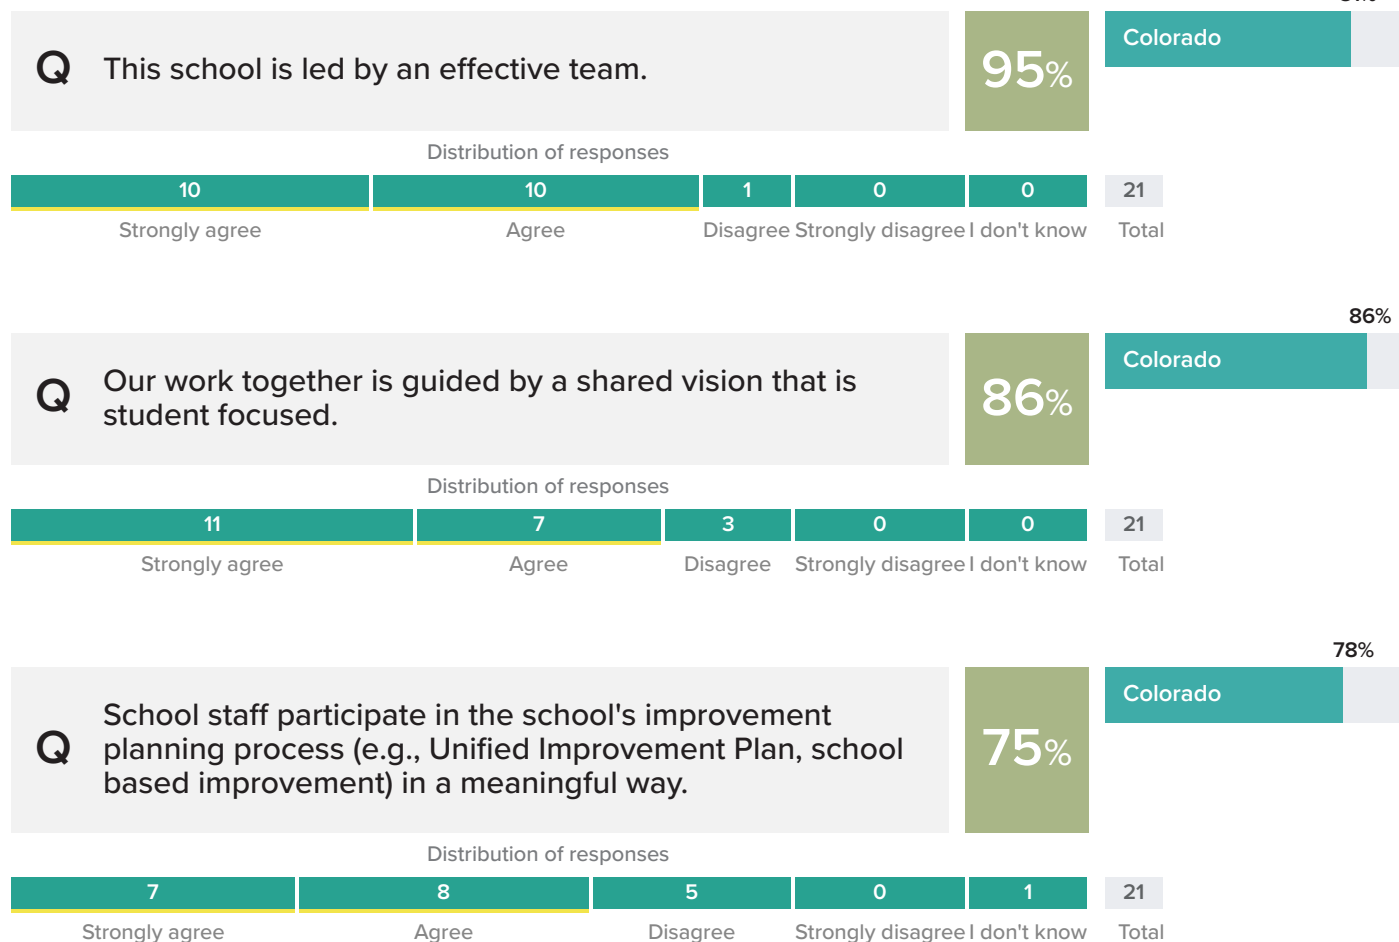 Q This school is led by an effective team.
95%
Colorado
Distribution of responses
10 10 1 0 0 21
Strongly agree Agree Disagree Strongly disagree I don't know Total
86%
Q Our work together is guided by a shared vision that is
student focused.
86%
Colorado
Distribution of responses
11 7 3 0 0 21
Strongly agree Agree Disagree Strongly disagree I don't know Total
78%
Q School staff participate in the school's improvement
planning process (e.g., Unified Improvement Plan, school
based improvement) in a meaningful way.
75%
Colorado
Distribution of responses
7 8 5 0 1 21
Strongly agree Agree Disagree Strongly disagree I don't know Total